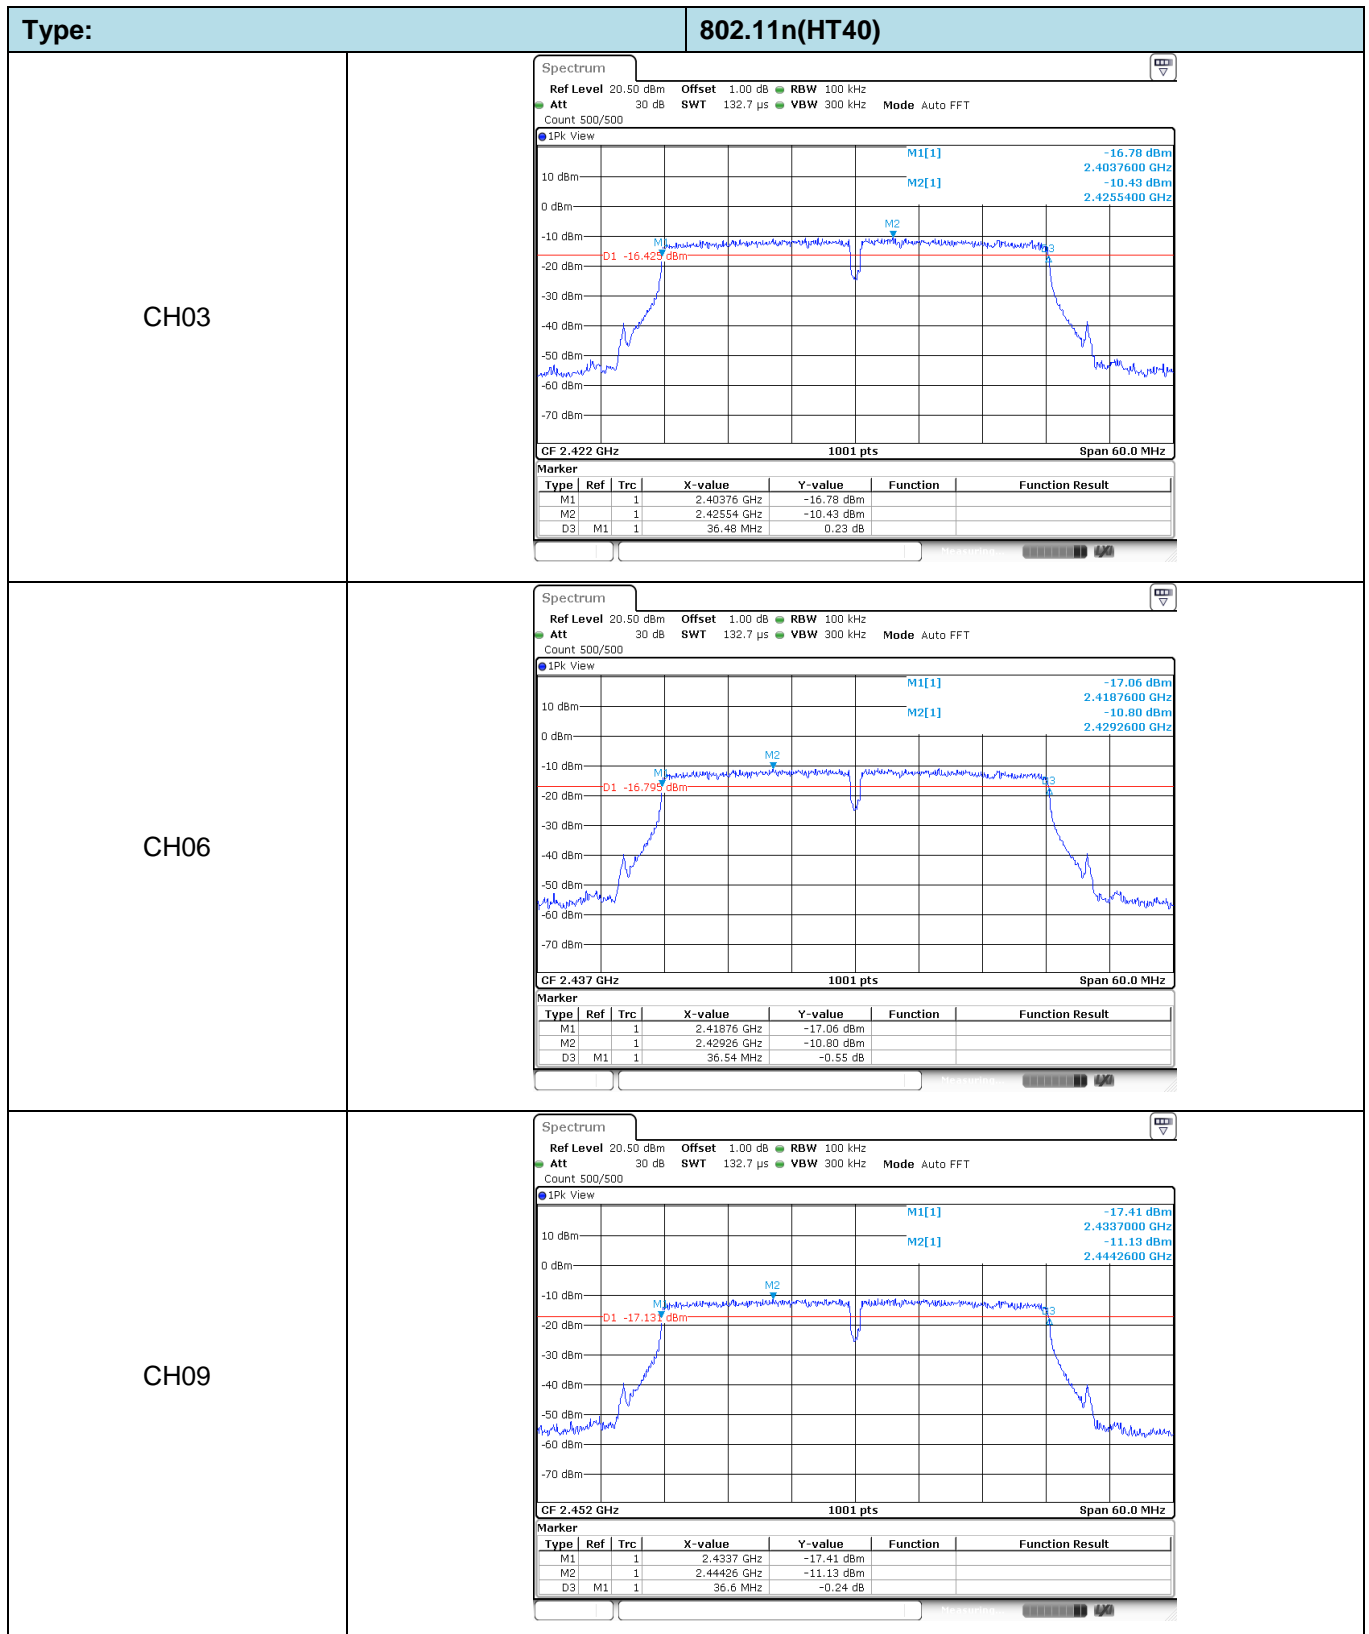 Type: 802.11n(HT40)
CH03
Spectrum
Ref Level 20.50 dBm Offset 1.00 dB RBW 100 kHz
Att 30 dB SWT 132.7 µs VBW 300 kHz Mode Auto FFT
Count 500/500
1Pk View
M1[1] -16.78 dBm
2.4037600 GHz
10 dBm
M2[1] -10.43 dBm
2.4255400 GHz
0 dBm
M2
-10 dBm
M1
D3
D1 -16.425 dBm
-20 dBm
-30 dBm
-40 dBm
-50 dBm
-60 dBm
-70 dBm
CF 2.422 GHz 1001 pts Span 60.0 MHz
Marker
Type Ref Trc X-value Y-value Function Function Result
M1 1 2.40376 GHz -16.78 dBm
M2 1 2.42554 GHz -10.43 dBm
D3 M1 1 36.48 MHz 0.23 dB
Measuring...
CH06
Spectrum
Ref Level 20.50 dBm Offset 1.00 dB RBW 100 kHz
Att 30 dB SWT 132.7 µs VBW 300 kHz Mode Auto FFT
Count 500/500
1Pk View
M1[1] -17.06 dBm
2.4187600 GHz
10 dBm
M2[1] -10.80 dBm
2.4292600 GHz
0 dBm
M2
-10 dBm
M1
D3
D1 -16.795 dBm
-20 dBm
-30 dBm
-40 dBm
-50 dBm
-60 dBm
-70 dBm
CF 2.437 GHz 1001 pts Span 60.0 MHz
Marker
Type Ref Trc X-value Y-value Function Function Result
M1 1 2.41876 GHz -17.06 dBm
M2 1 2.42926 GHz -10.80 dBm
D3 M1 1 36.54 MHz -0.55 dB
Measuring...
CH09
Spectrum
Ref Level 20.50 dBm Offset 1.00 dB RBW 100 kHz
Att 30 dB SWT 132.7 µs VBW 300 kHz Mode Auto FFT
Count 500/500
1Pk View
M1[1] -17.41 dBm
2.4337000 GHz
10 dBm
M2[1] -11.13 dBm
2.4442600 GHz
0 dBm
M2
-10 dBm
M1
D3
D1 -17.131 dBm
-20 dBm
-30 dBm
-40 dBm
-50 dBm
-60 dBm
-70 dBm
CF 2.452 GHz 1001 pts Span 60.0 MHz
Marker
Type Ref Trc X-value Y-value Function Function Result
M1 1 2.4337 GHz -17.41 dBm
M2 1 2.44426 GHz -11.13 dBm
D3 M1 1 36.6 MHz -0.24 dB
Measuring...